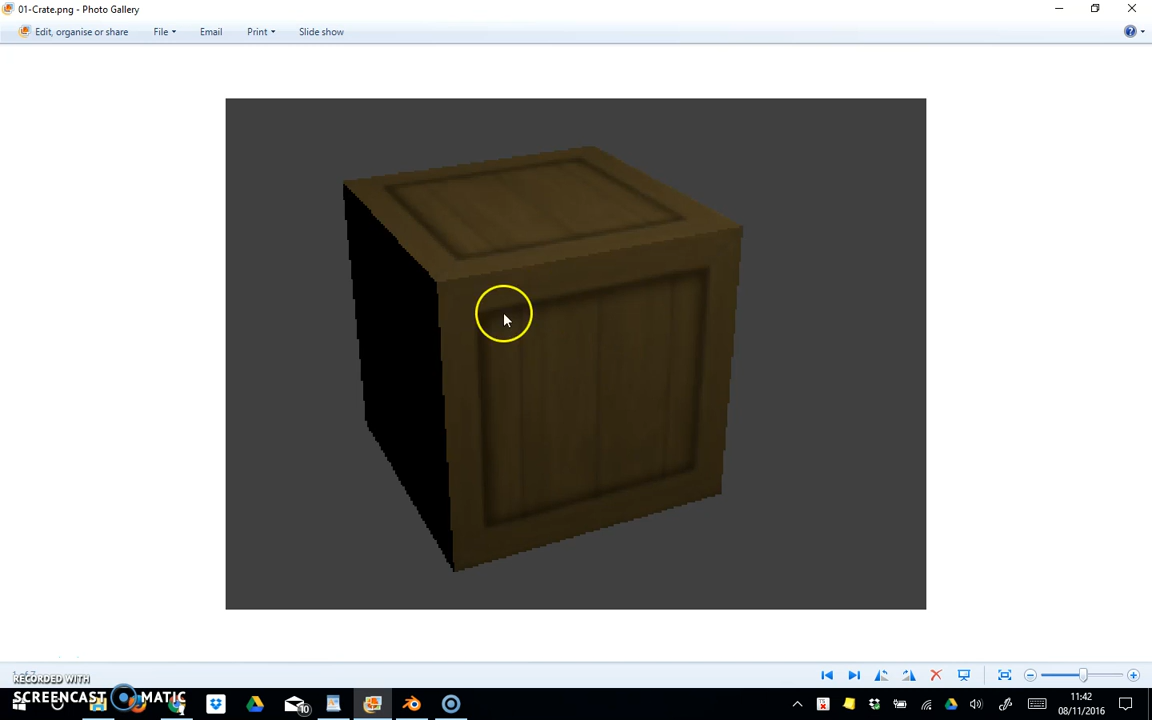 01-Crate.png - Photo Gallery
Edit, organise or share File Email Print Slide show
RECORDED WITH
SCREENCAST MATIC
10
11:42
08/11/2016